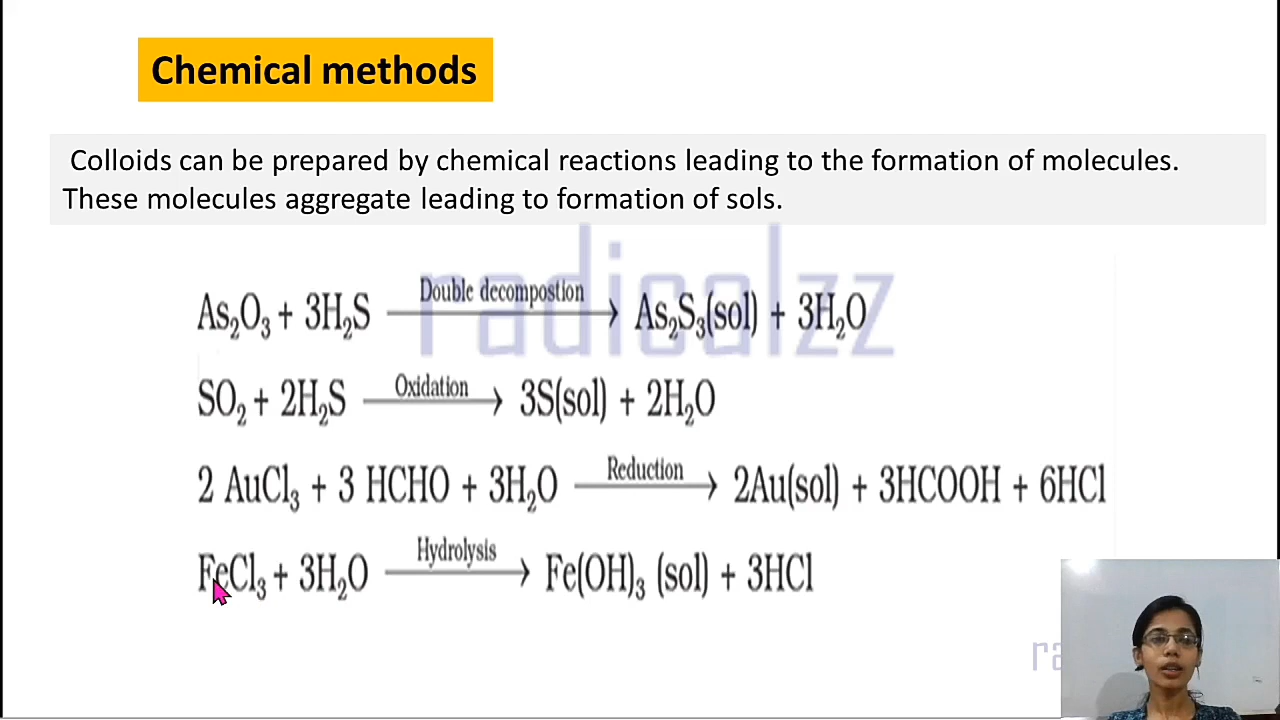 Chemical methods
Colloids can be prepared by chemical reactions leading to the formation of molecules.
These molecules aggregate leading to formation of sols.
radicalzz
As₂O₃ + 3H₂S Double decompostion → As₂S₃(sol) + 3H₂O
SO₂ + 2H₂S Oxidation → 3S(sol) + 2H₂O
2 AuCl₃ + 3 HCHO + 3H₂O Reduction → 2Au(sol) + 3HCOOH + 6HCl
FeCl₃ + 3H₂O Hydrolysis → Fe(OH)₃ (sol) + 3HCl